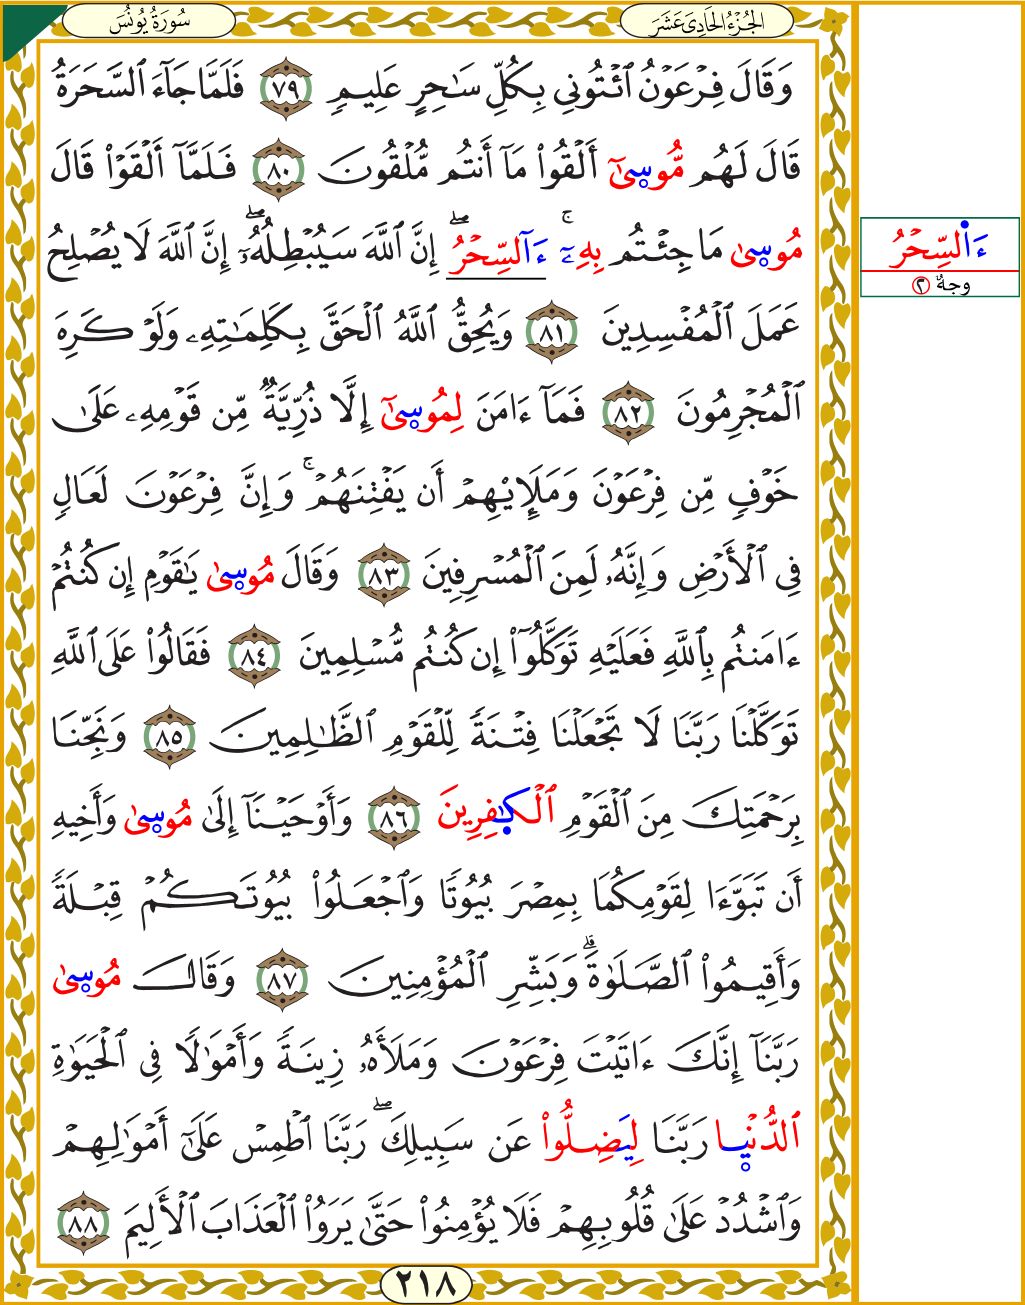 سُورَةُ يُونُسَ
الجُزْءُ الحَادِىَ عَشَرَ
وَقَالَ فِرْعَوْنُ ٱئْتُونِي بِكُلِّ سَٰحِرٍ عَلِيمٖ ٧٩ فَلَمَّا جَآءَ ٱلسَّحَرَةُ
قَالَ لَهُم مُّوسۭيٰٓ أَلْقُوا۟ مَآ أَنتُم مُّلْقُونَ ٨٠ فَلَمَّآ أَلْقَوْا۟ قَالَ
مُوسۭيٰ مَا جِئْتُم بِهِۦٓۚ ءَآلسِّحْرُۖ إِنَّ ٱللَّهَ سَيُبْطِلُهُۥٓۖ إِنَّ ٱللَّهَ لَا يُصْلِحُ
عَمَلَ ٱلْمُفْسِدِينَ ٨١ وَيُحِقُّ ٱللَّهُ ٱلْحَقَّ بِكَلِمَٰتِهِۦ وَلَوْ كَرِهَ
ٱلْمُجْرِمُونَ ٨٢ فَمَآ ءَامَنَ لِمُوسۭيٰٓ إِلَّا ذُرِّيَّةٞ مِّن قَوْمِهِۦ عَلَىٰ
خَوْفٖ مِّن فِرْعَوْنَ وَمَلَإِي۟هِمْ أَن يَفْتِنَهُمْۚ وَإِنَّ فِرْعَوْنَ لَعَالٖ
فِي ٱلْأَرْضِ وَإِنَّهُۥ لَمِنَ ٱلْمُسْرِفِينَ ٨٣ وَقَالَ مُوسۭيٰ يَٰقَوْمِ إِن كُنتُمْ
ءَامَنتُم بِٱللَّهِ فَعَلَيْهِ تَوَكَّلُوٓا۟ إِن كُنتُم مُّسْلِمِينَ ٨٤ فَقَالُوا۟ عَلَى ٱللَّهِ
تَوَكَّلْنَا رَبَّنَا لَا تَجْعَلْنَا فِتْنَةٗ لِّلْقَوْمِ ٱلظَّٰلِمِينَ ٨٥ وَنَجِّنَا
بِرَحْمَتِكَ مِنَ ٱلْقَوْمِ ٱلْكَٰفِرِينَ ٨٦ وَأَوْحَيْنَآ إِلَىٰ مُوسۭيٰ وَأَخِيهِ
أَن تَبَوَّءَا لِقَوْمِكُمَا بِمِصْرَ بُيُوتٗا وَٱجْعَلُوا۟ بُيُوتَكُمْ قِبْلَةٗ
وَأَقِيمُوا۟ ٱلصَّلَوٰةَۗ وَبَشِّرِ ٱلْمُؤْمِنِينَ ٨٧ وَقَالَ مُوسۭيٰ
رَبَّنَآ إِنَّكَ ءَاتَيْتَ فِرْعَوْنَ وَمَلَأَهُۥ زِينَةٗ وَأَمْوَٰلٗا فِي ٱلْحَيَوٰةِ
ٱلدُّنۭيا رَبَّنَا لِيَضِلُّوا۟ عَن سَبِيلِكَۖ رَبَّنَا ٱطْمِسْ عَلَىٰٓ أَمْوَٰلِهِمْ
وَٱشْدُدْ عَلَىٰ قُلُوبِهِمْ فَلَا يُؤْمِنُوا۟ حَتَّىٰ يَرَوُا۟ ٱلْعَذَابَ ٱلْأَلِيمَ ٨٨
٢١٨
ءَا۬لسِّحْرُ
وجهٌ ٢